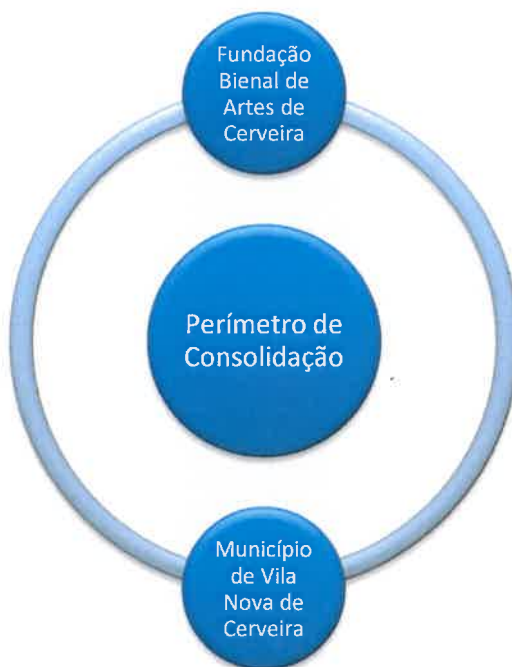 Fundação
Bienal de
Artes de
Cerveira
Perímetro de
Consolidação
Município
de Vila
Nova de
Cerveira